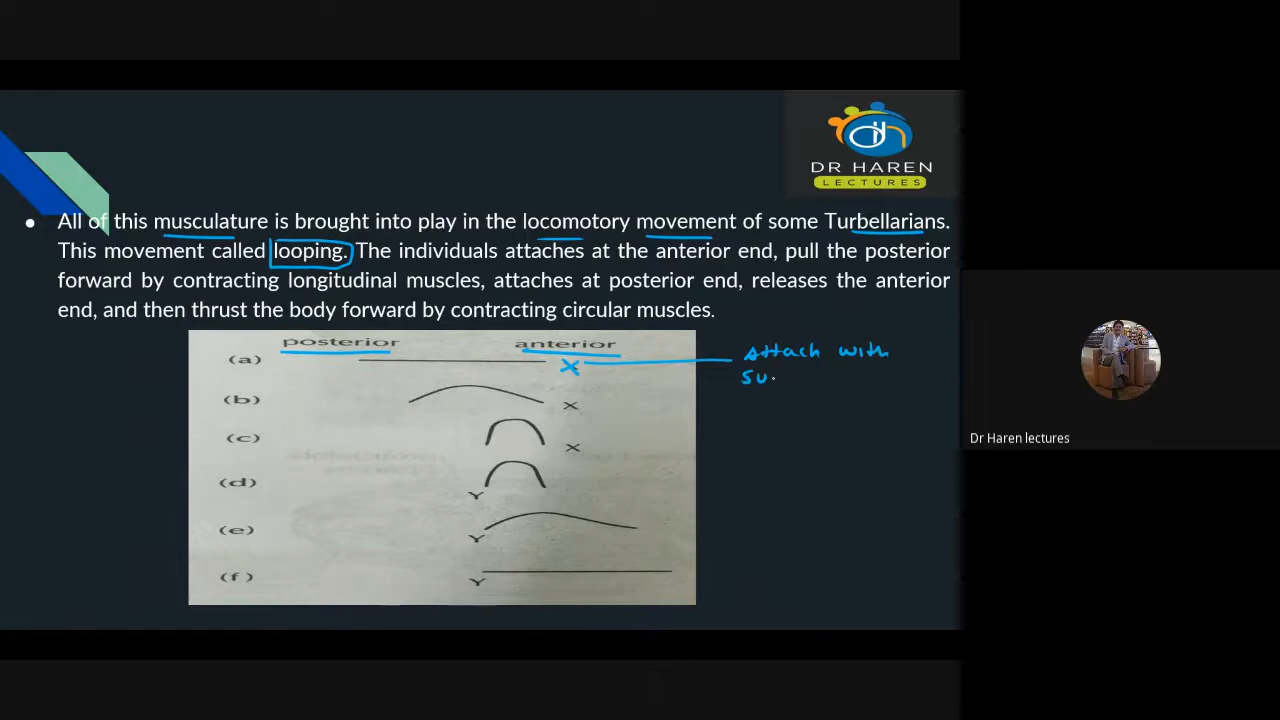 DR HAREN
LECTURES
All of this musculature is brought into play in the locomotory movement of some Turbellarians.
This movement called looping. The individuals attaches at the anterior end, pull the posterior
forward by contracting longitudinal muscles, attaches at posterior end, releases the anterior
end, and then thrust the body forward by contracting circular muscles.
posterior anterior
(a) X Attach with
su
(b) X
(c) X
(d) Y
(e) Y
(f) Y
Dr Haren lectures